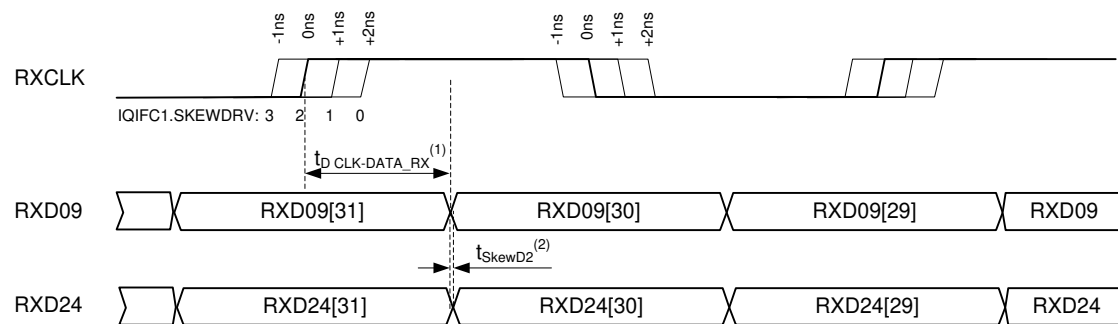 -1ns 0ns +1ns +2ns -1ns 0ns +1ns +2ns
RXCLK
IQIFC1.SKEWDRV: 3 2 1 0
tD CLK-DATA_RX(1)
RXD09 RXD09[31] RXD09[30] RXD09[29] RXD09
tSkewD2(2)
RXD24 RXD24[31] RXD24[30] RXD24[29] RXD24